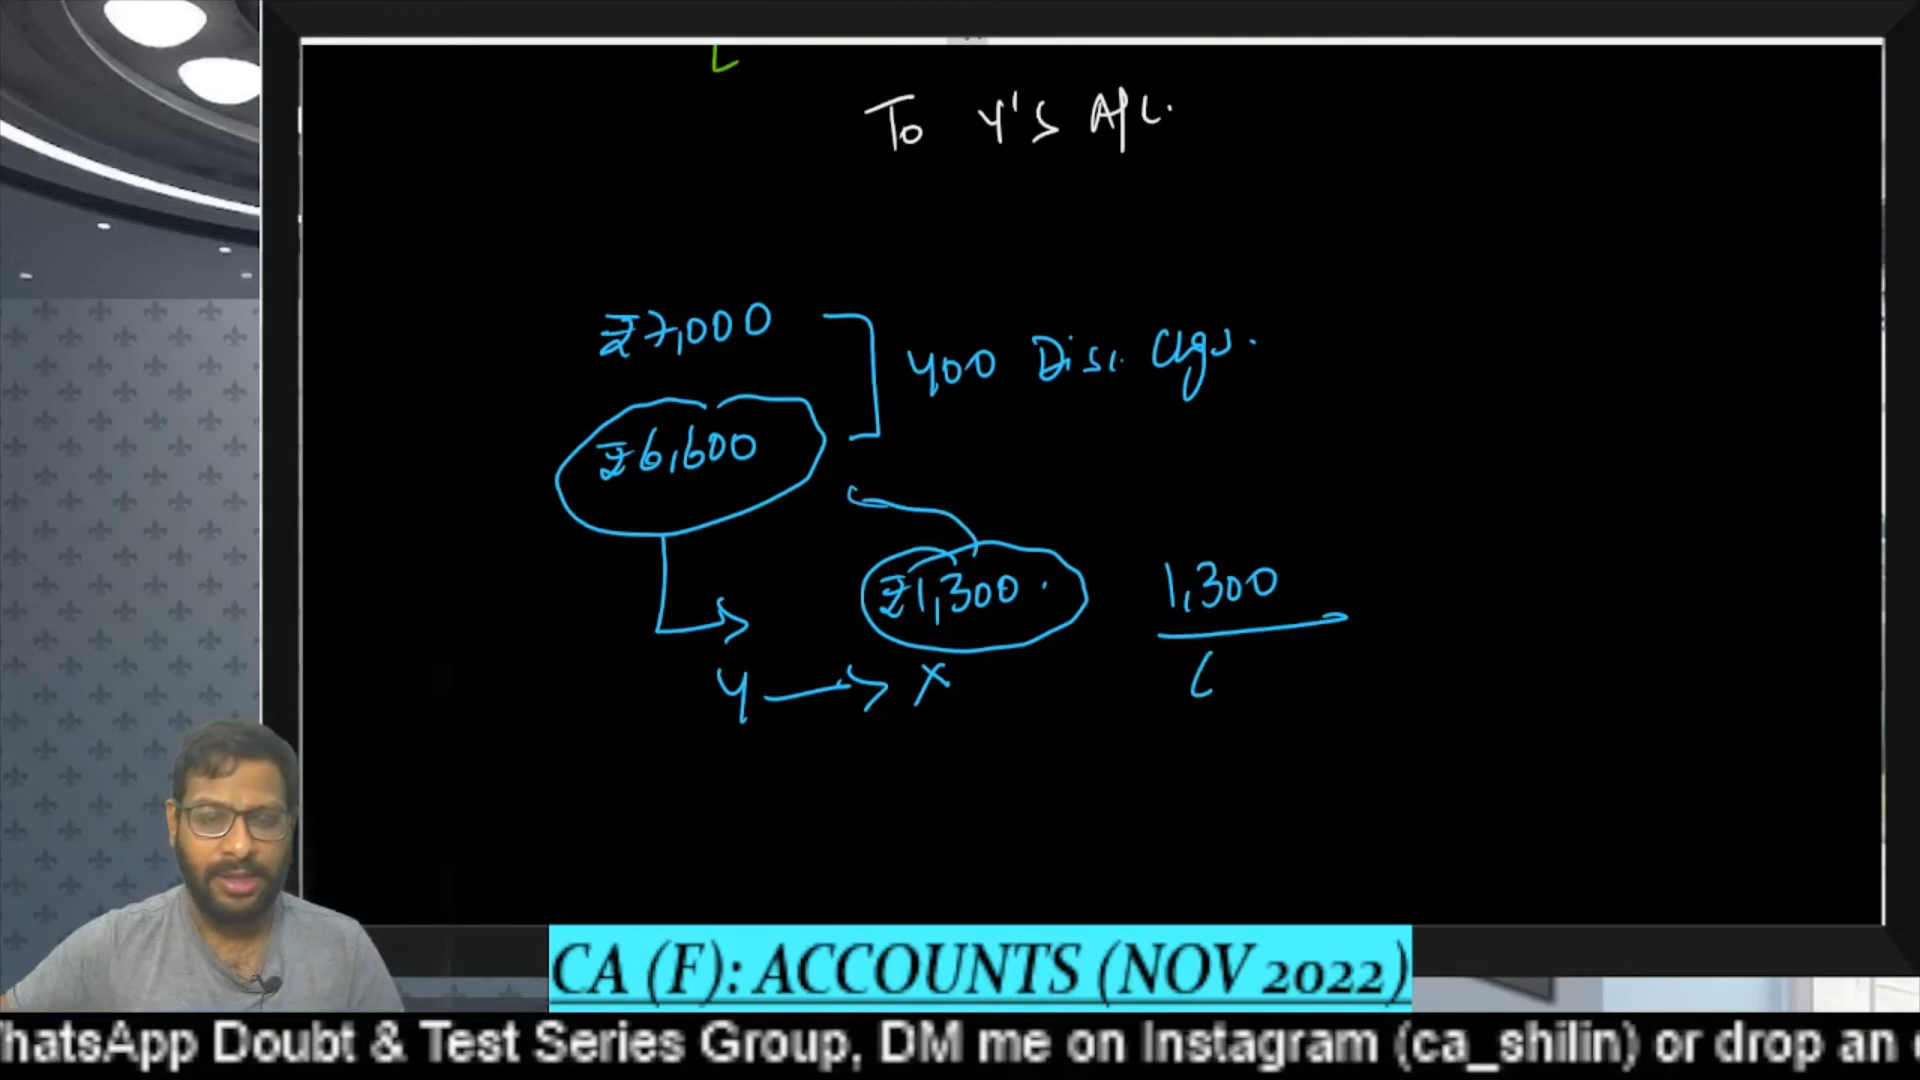 To Y's A/c.
₹7,000
400 Disc. Chgs.
₹6,600
₹1,300.
1,300
Y → X
CA (F): ACCOUNTS (NOV 2022)
WhatsApp Doubt & Test Series Group, DM me on Instagram (ca_shilin) or drop an